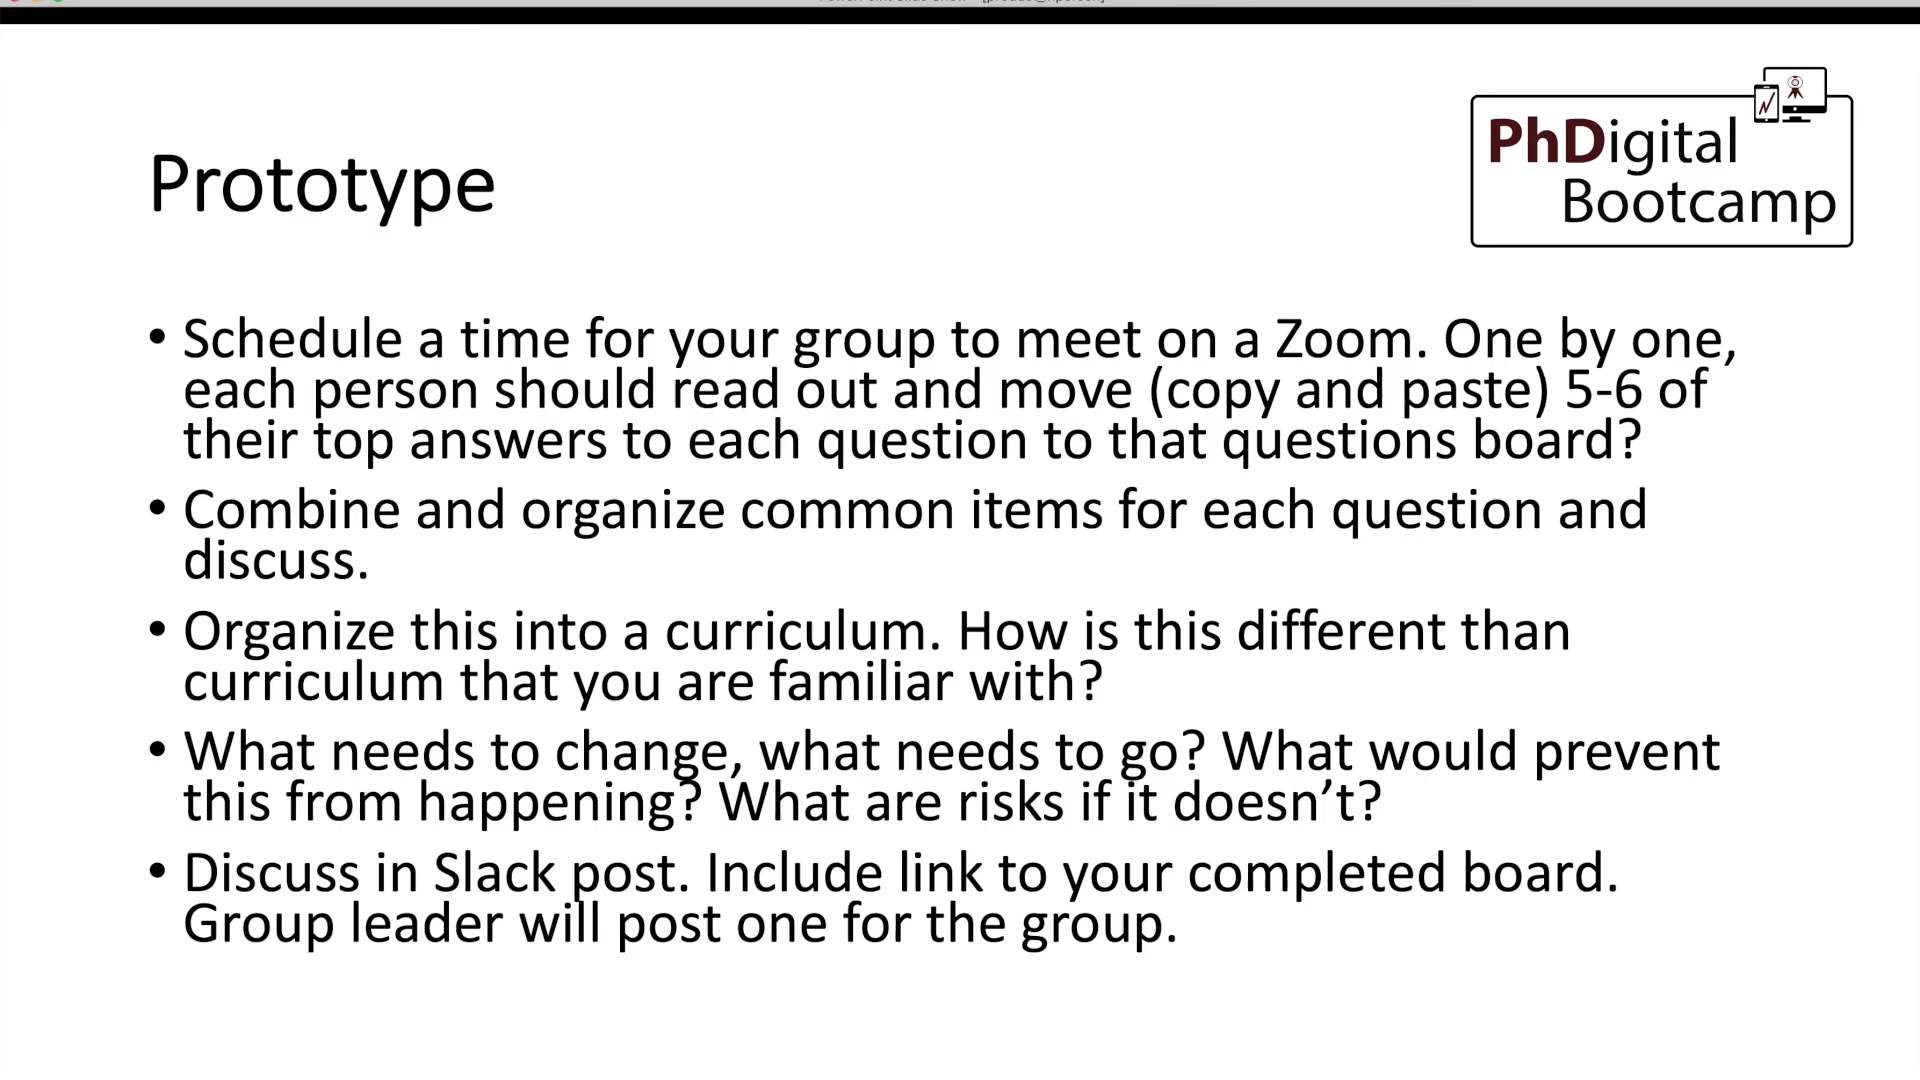 PhDigital
Bootcamp
Prototype
• Schedule a time for your group to meet on a Zoom. One by one,
each person should read out and move (copy and paste) 5-6 of
their top answers to each question to that questions board?
• Combine and organize common items for each question and
discuss.
• Organize this into a curriculum. How is this different than
curriculum that you are familiar with?
• What needs to change, what needs to go? What would prevent
this from happening? What are risks if it doesn’t?
• Discuss in Slack post. Include link to your completed board.
Group leader will post one for the group.